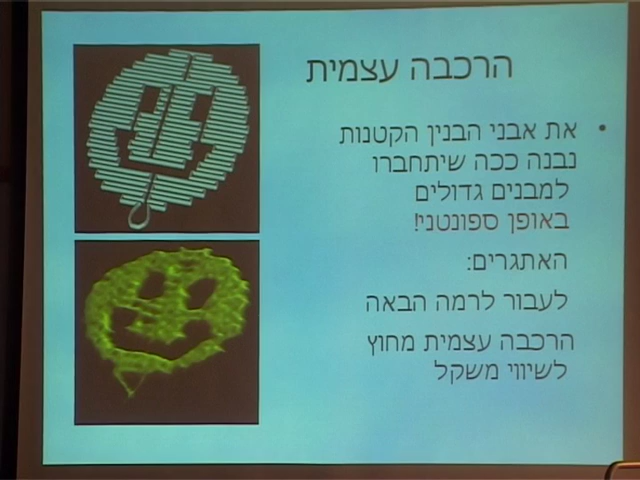 הרכבה עצמית
• את אבני הבנין הקטנות
נבנה ככה שיתחברו
למבנים גדולים
באופן ספונטני!
האתגרים:
לעבור לרמה הבאה
הרכבה עצמית מחוץ
לשיווי משקל